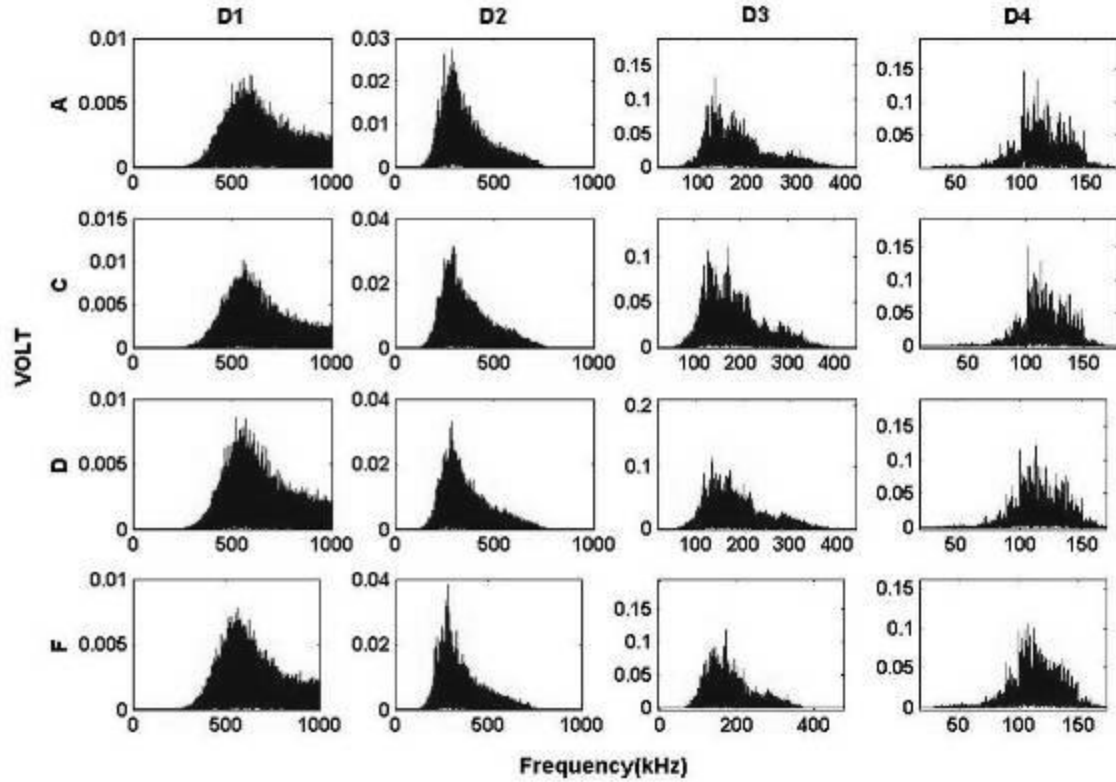 D1 D2 D3 D4
0.01 0.03 0.15 0.15
A 0.005 0.02 0.1 0.1
0.01 0.05 0.05
0 0 0 0
0 500 1000 0 500 1000 100 200 300 400 50 100 150
0.015 0.04 0.15
C 0.01 0.1 0.1
0.02 0.05
0.005 0.05
0 0 0 0
0 500 1000 0 500 1000 100 200 300 400 50 100 150
VOLT
0.01 0.04 0.2 0.15
D 0.005 0.02 0.1 0.1
0.05
0 0 0 0
0 500 1000 0 500 1000 100 200 300 400 50 100 150
0.01 0.04 0.15 0.15
F 0.005 0.02 0.1 0.1
0.05 0.05
0 0 0 0
0 500 1000 0 500 1000 0 200 400 50 100 150
Frequency(kHz)